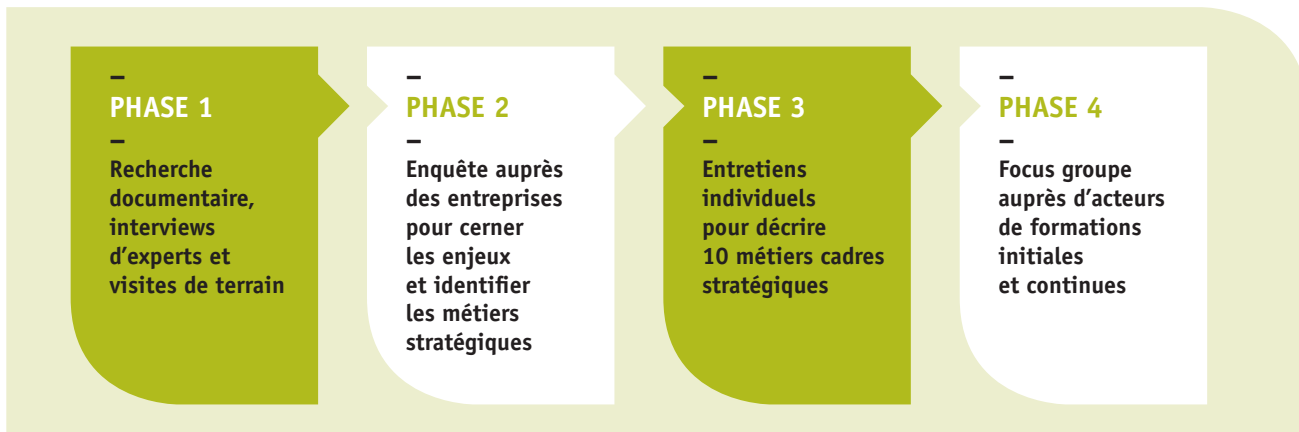 –
PHASE 1
–
Recherche
documentaire,
interviews
d’experts et
visites de terrain
–
PHASE 2
–
Enquête auprès
des entreprises
pour cerner
les enjeux
et identifier
les métiers
stratégiques
–
PHASE 3
–
Entretiens
individuels
pour décrire
10 métiers cadres
stratégiques
–
PHASE 4
–
Focus groupe
auprès d’acteurs
de formations
initiales
et continues